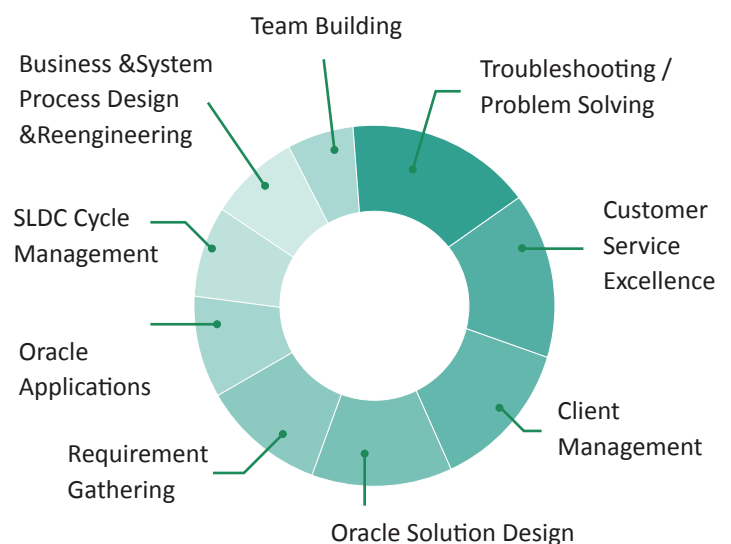 Team Building
Business &System
Process Design
&Reengineering
Troubleshooting /
Problem Solving
SLDC Cycle
Management
Customer
Service
Excellence
Oracle
Applications
Client
Management
Requirement
Gathering
Oracle Solution Design